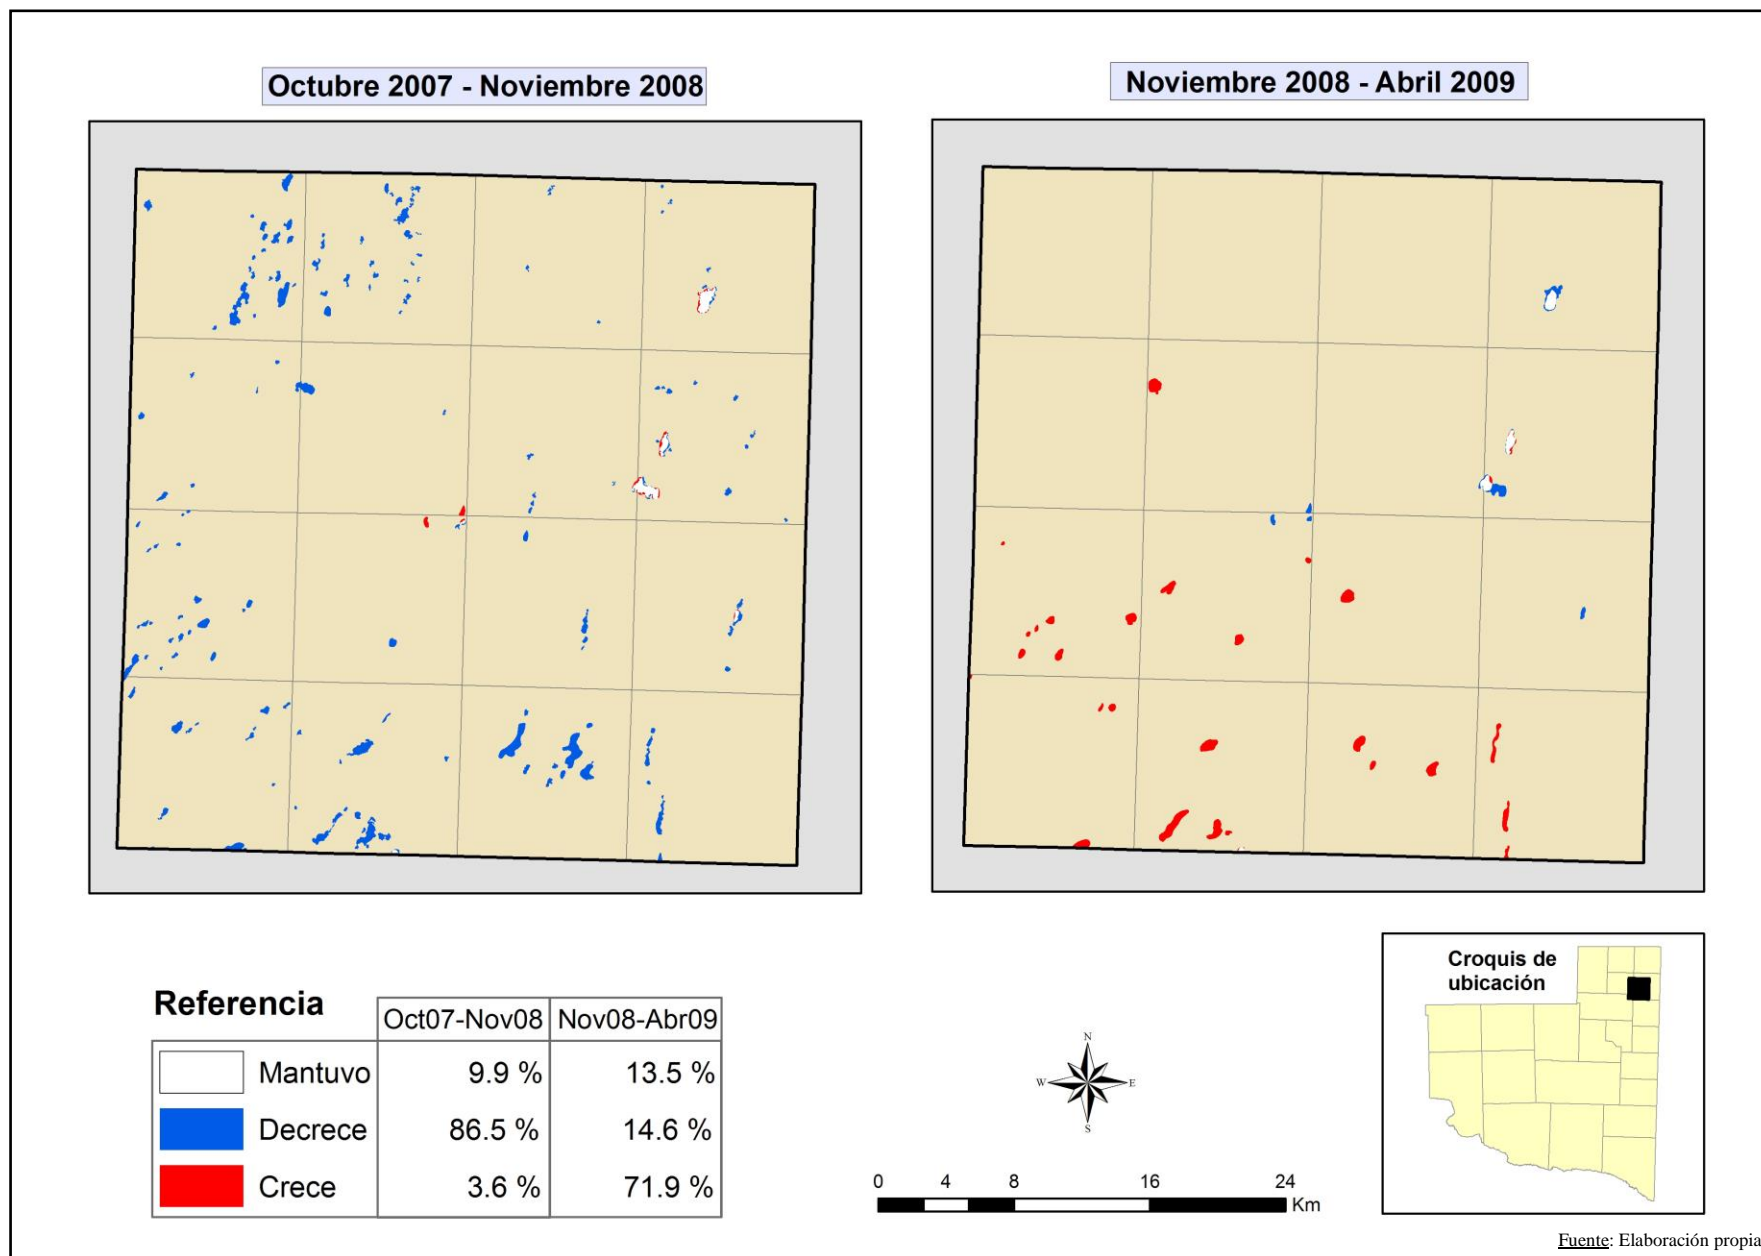 Octubre 2007 - Noviembre 2008
Noviembre 2008 - Abril 2009
Referencia
Oct07-Nov08 Nov08-Abr09
Mantuvo 9.9 % 13.5 %
Decrece 86.5 % 14.6 %
Crece 3.6 % 71.9 %
N
W E
S
0 4 8 16 24
Km
Croquis de
ubicación
Fuente: Elaboración propia